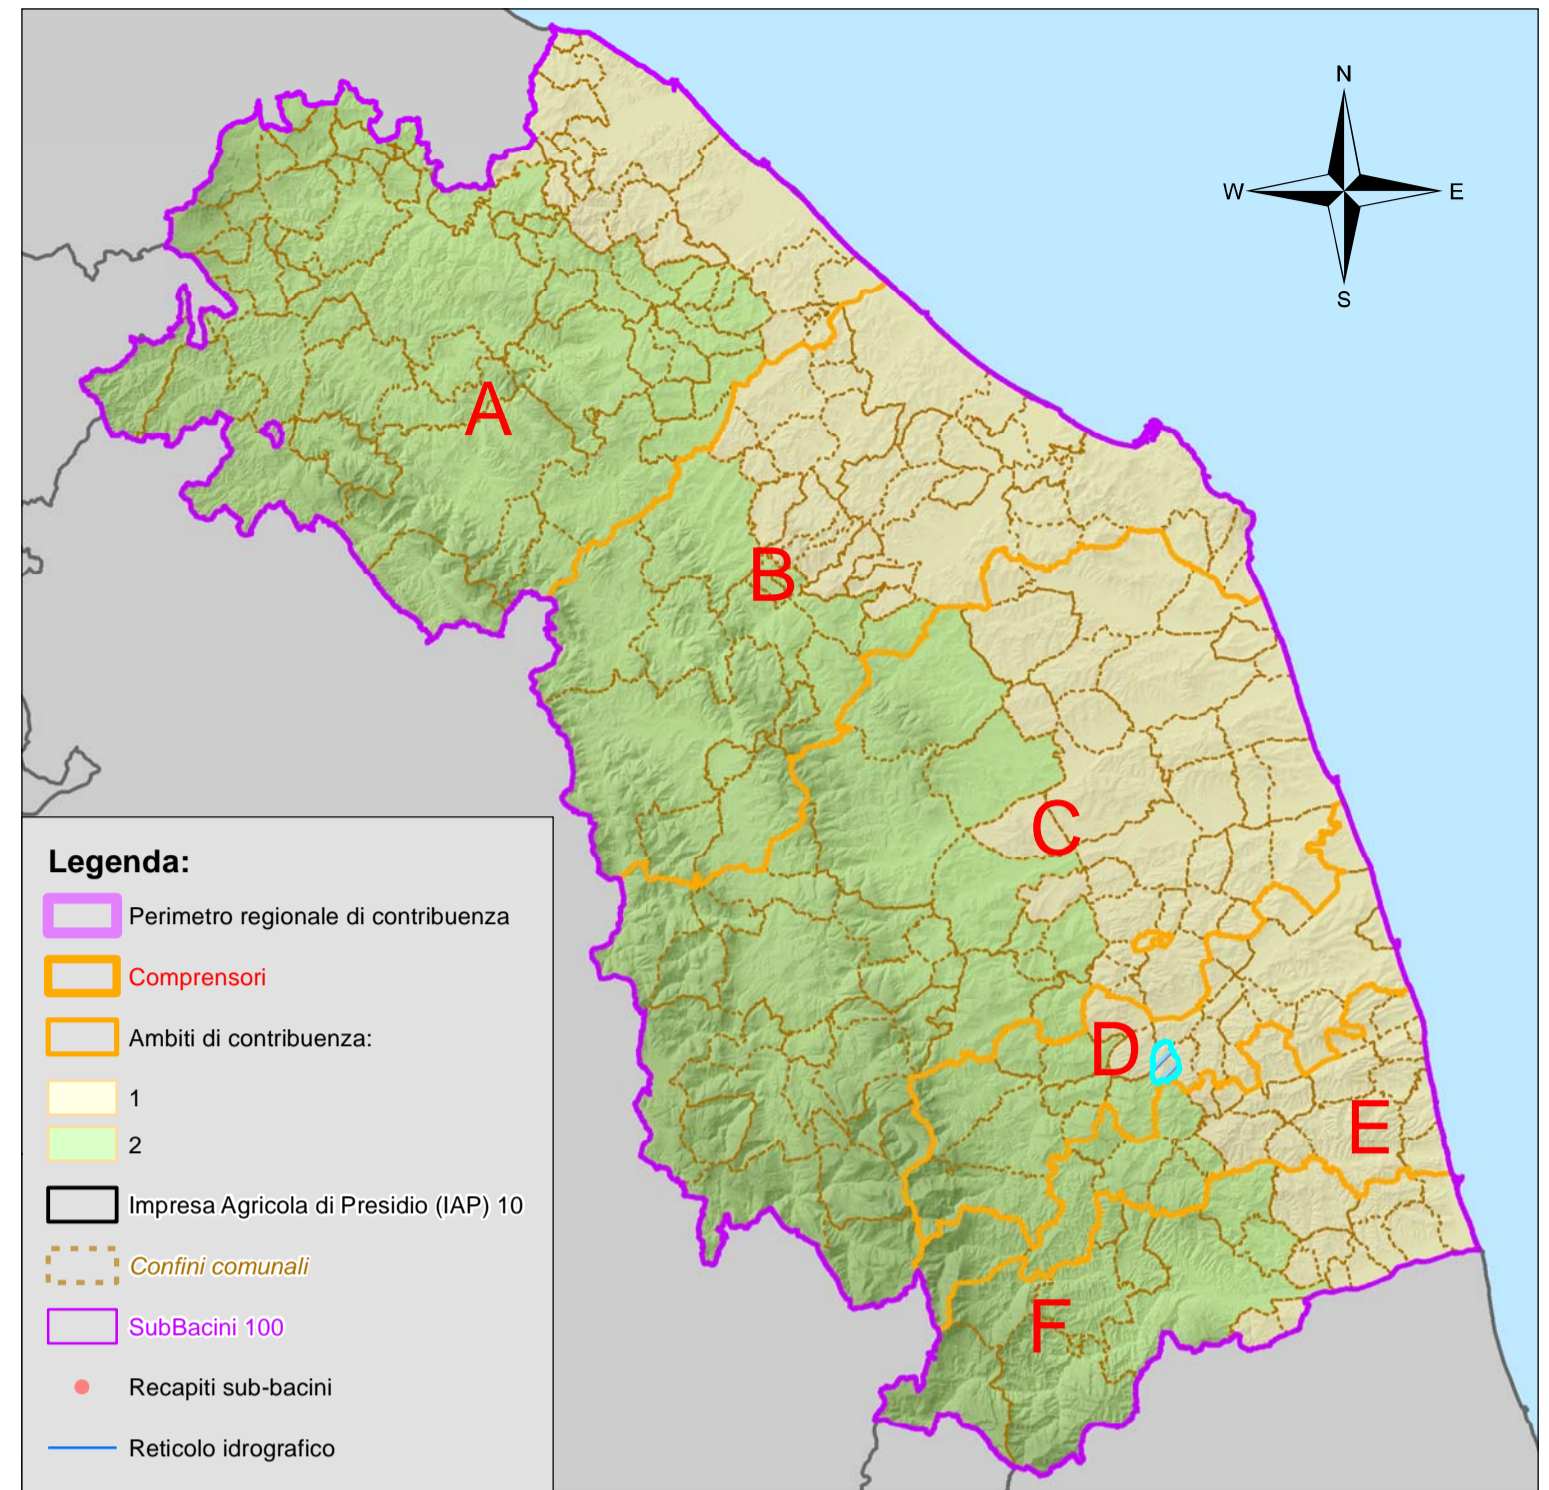 N
W
E
S
A
B
C
D
E
F
Legenda:
Perimetro regionale di contribuenza
Comprensori
Ambiti di contribuenza:
1
2
Impresa Agricola di Presidio (IAP) 10
Confini comunali
SubBacini 100
Recapiti sub-bacini
Reticolo idrografico